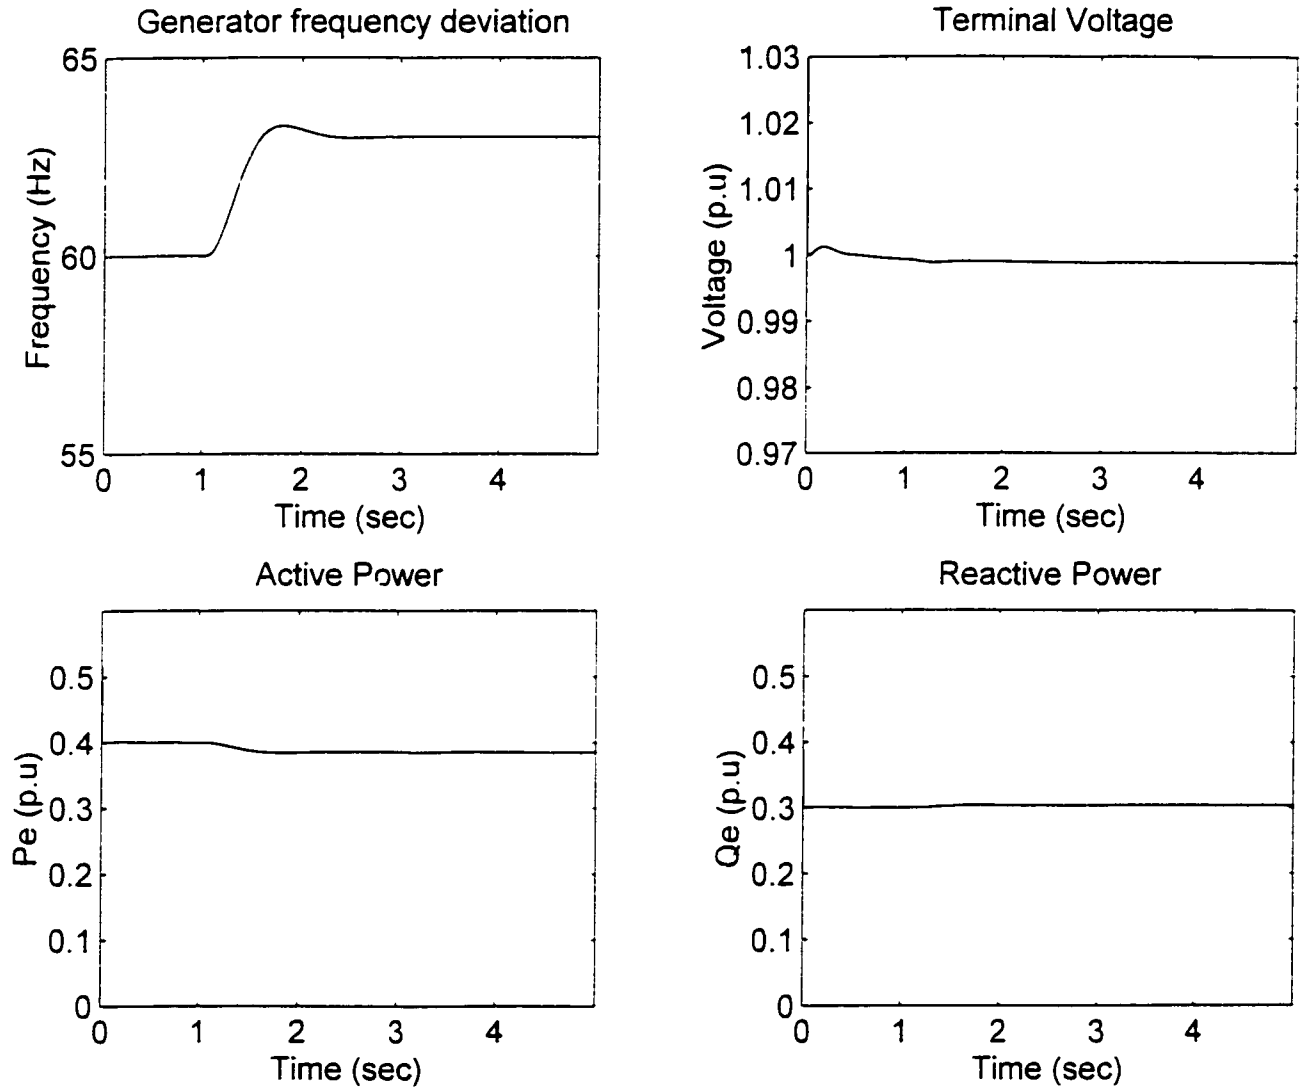 Generator frequency deviation
65
60
55
Frequency (Hz)
0 1 2 3 4
Time (sec)
Terminal Voltage
1.03
1.02
1.01
1
0.99
0.98
0.97
Voltage (p.u)
0 1 2 3 4
Time (sec)
Active Power
0.5
0.4
0.3
0.2
0.1
0
Pe (p.u)
0 1 2 3 4
Time (sec)
Reactive Power
0.5
0.4
0.3
0.2
0.1
0
Qe (p.u)
0 1 2 3 4
Time (sec)